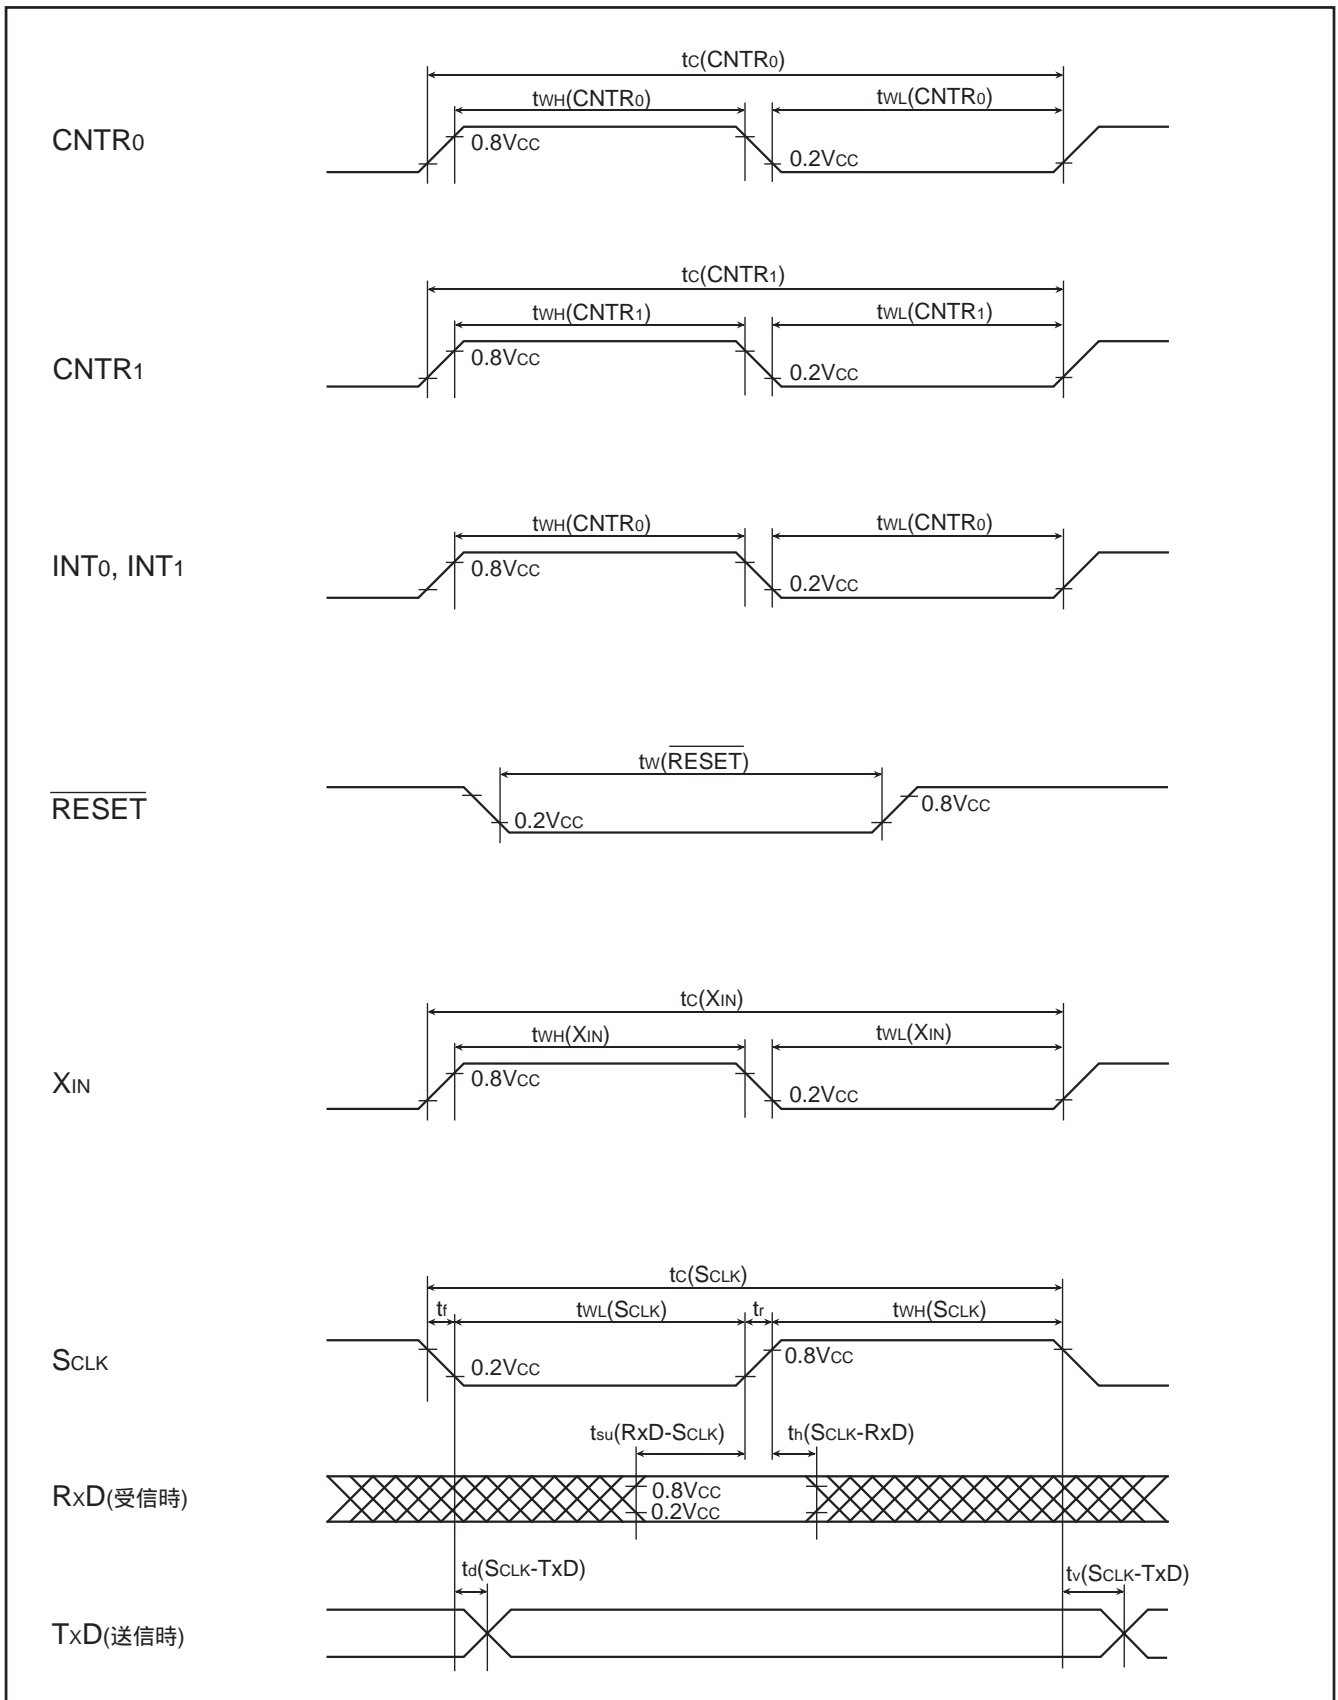 tC(CNTR0)
tWH(CNTR0) tWL(CNTR0)
CNTR0
0.8VCC
0.2VCC
tC(CNTR1)
tWH(CNTR1) tWL(CNTR1)
CNTR1
0.8VCC
0.2VCC
tWH(CNTR0) tWL(CNTR0)
INT0, INT1
0.8VCC
0.2VCC
tW(RESET)
RESET
0.2VCC
0.8VCC
tC(XIN)
tWH(XIN) tWL(XIN)
XIN
0.8VCC
0.2VCC
tC(SCLK)
tf tWL(SCLK) tr tWH(SCLK)
SCLK
0.2VCC
0.8VCC
tsu(RxD-SCLK) th(SCLK-RxD)
RXD(受信時)
0.8VCC
0.2VCC
td(SCLK-TxD) tv(SCLK-TxD)
TXD(送信時)